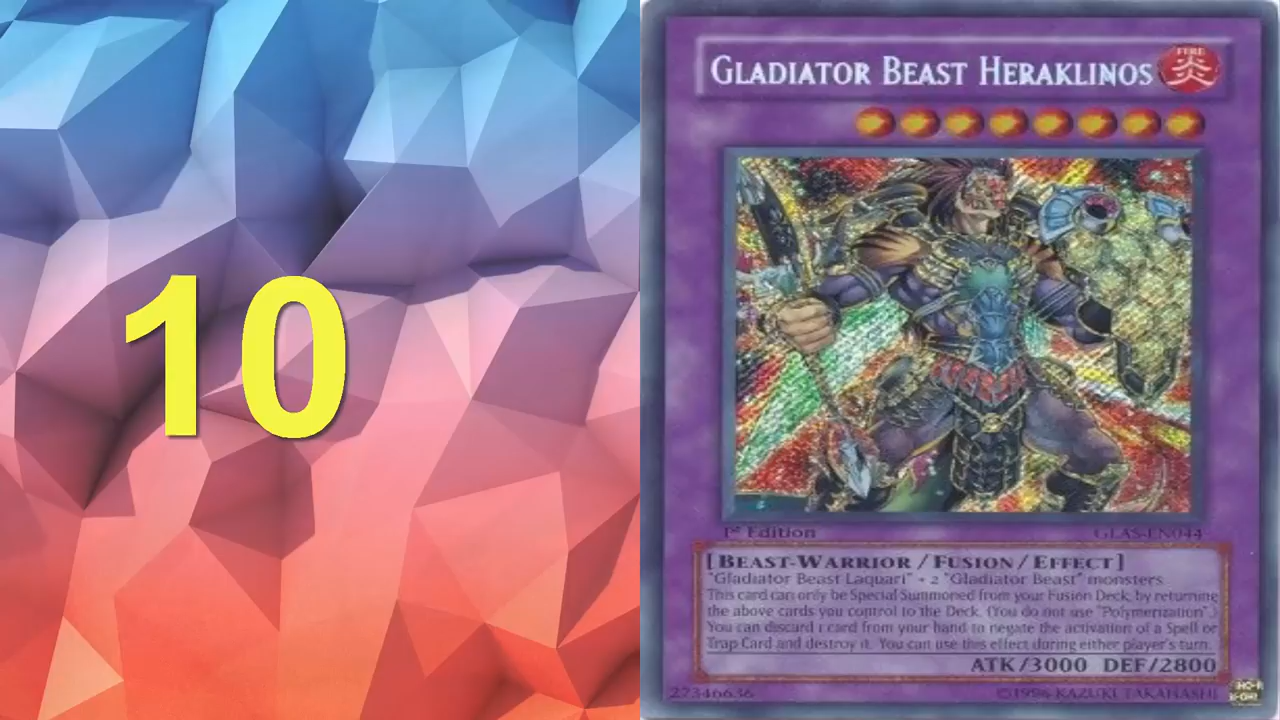 10
GLADIATOR BEAST HERAKLINOS
FIRE
炎
1st Edition
GLAS-EN044
[BEAST-WARRIOR / FUSION / EFFECT]
"Gladiator Beast Laquari" + 2 "Gladiator Beast" monsters
This card can only be Special Summoned from your Fusion Deck, by returning
the above cards you control to the Deck. (You do not use "Polymerization".)
You can discard 1 card from your hand to negate the activation of a Spell or
Trap Card and destroy it. You can use this effect during either player's turn.
ATK/3000 DEF/2800
27346636
©1996 KAZUKI TAKAHASHI